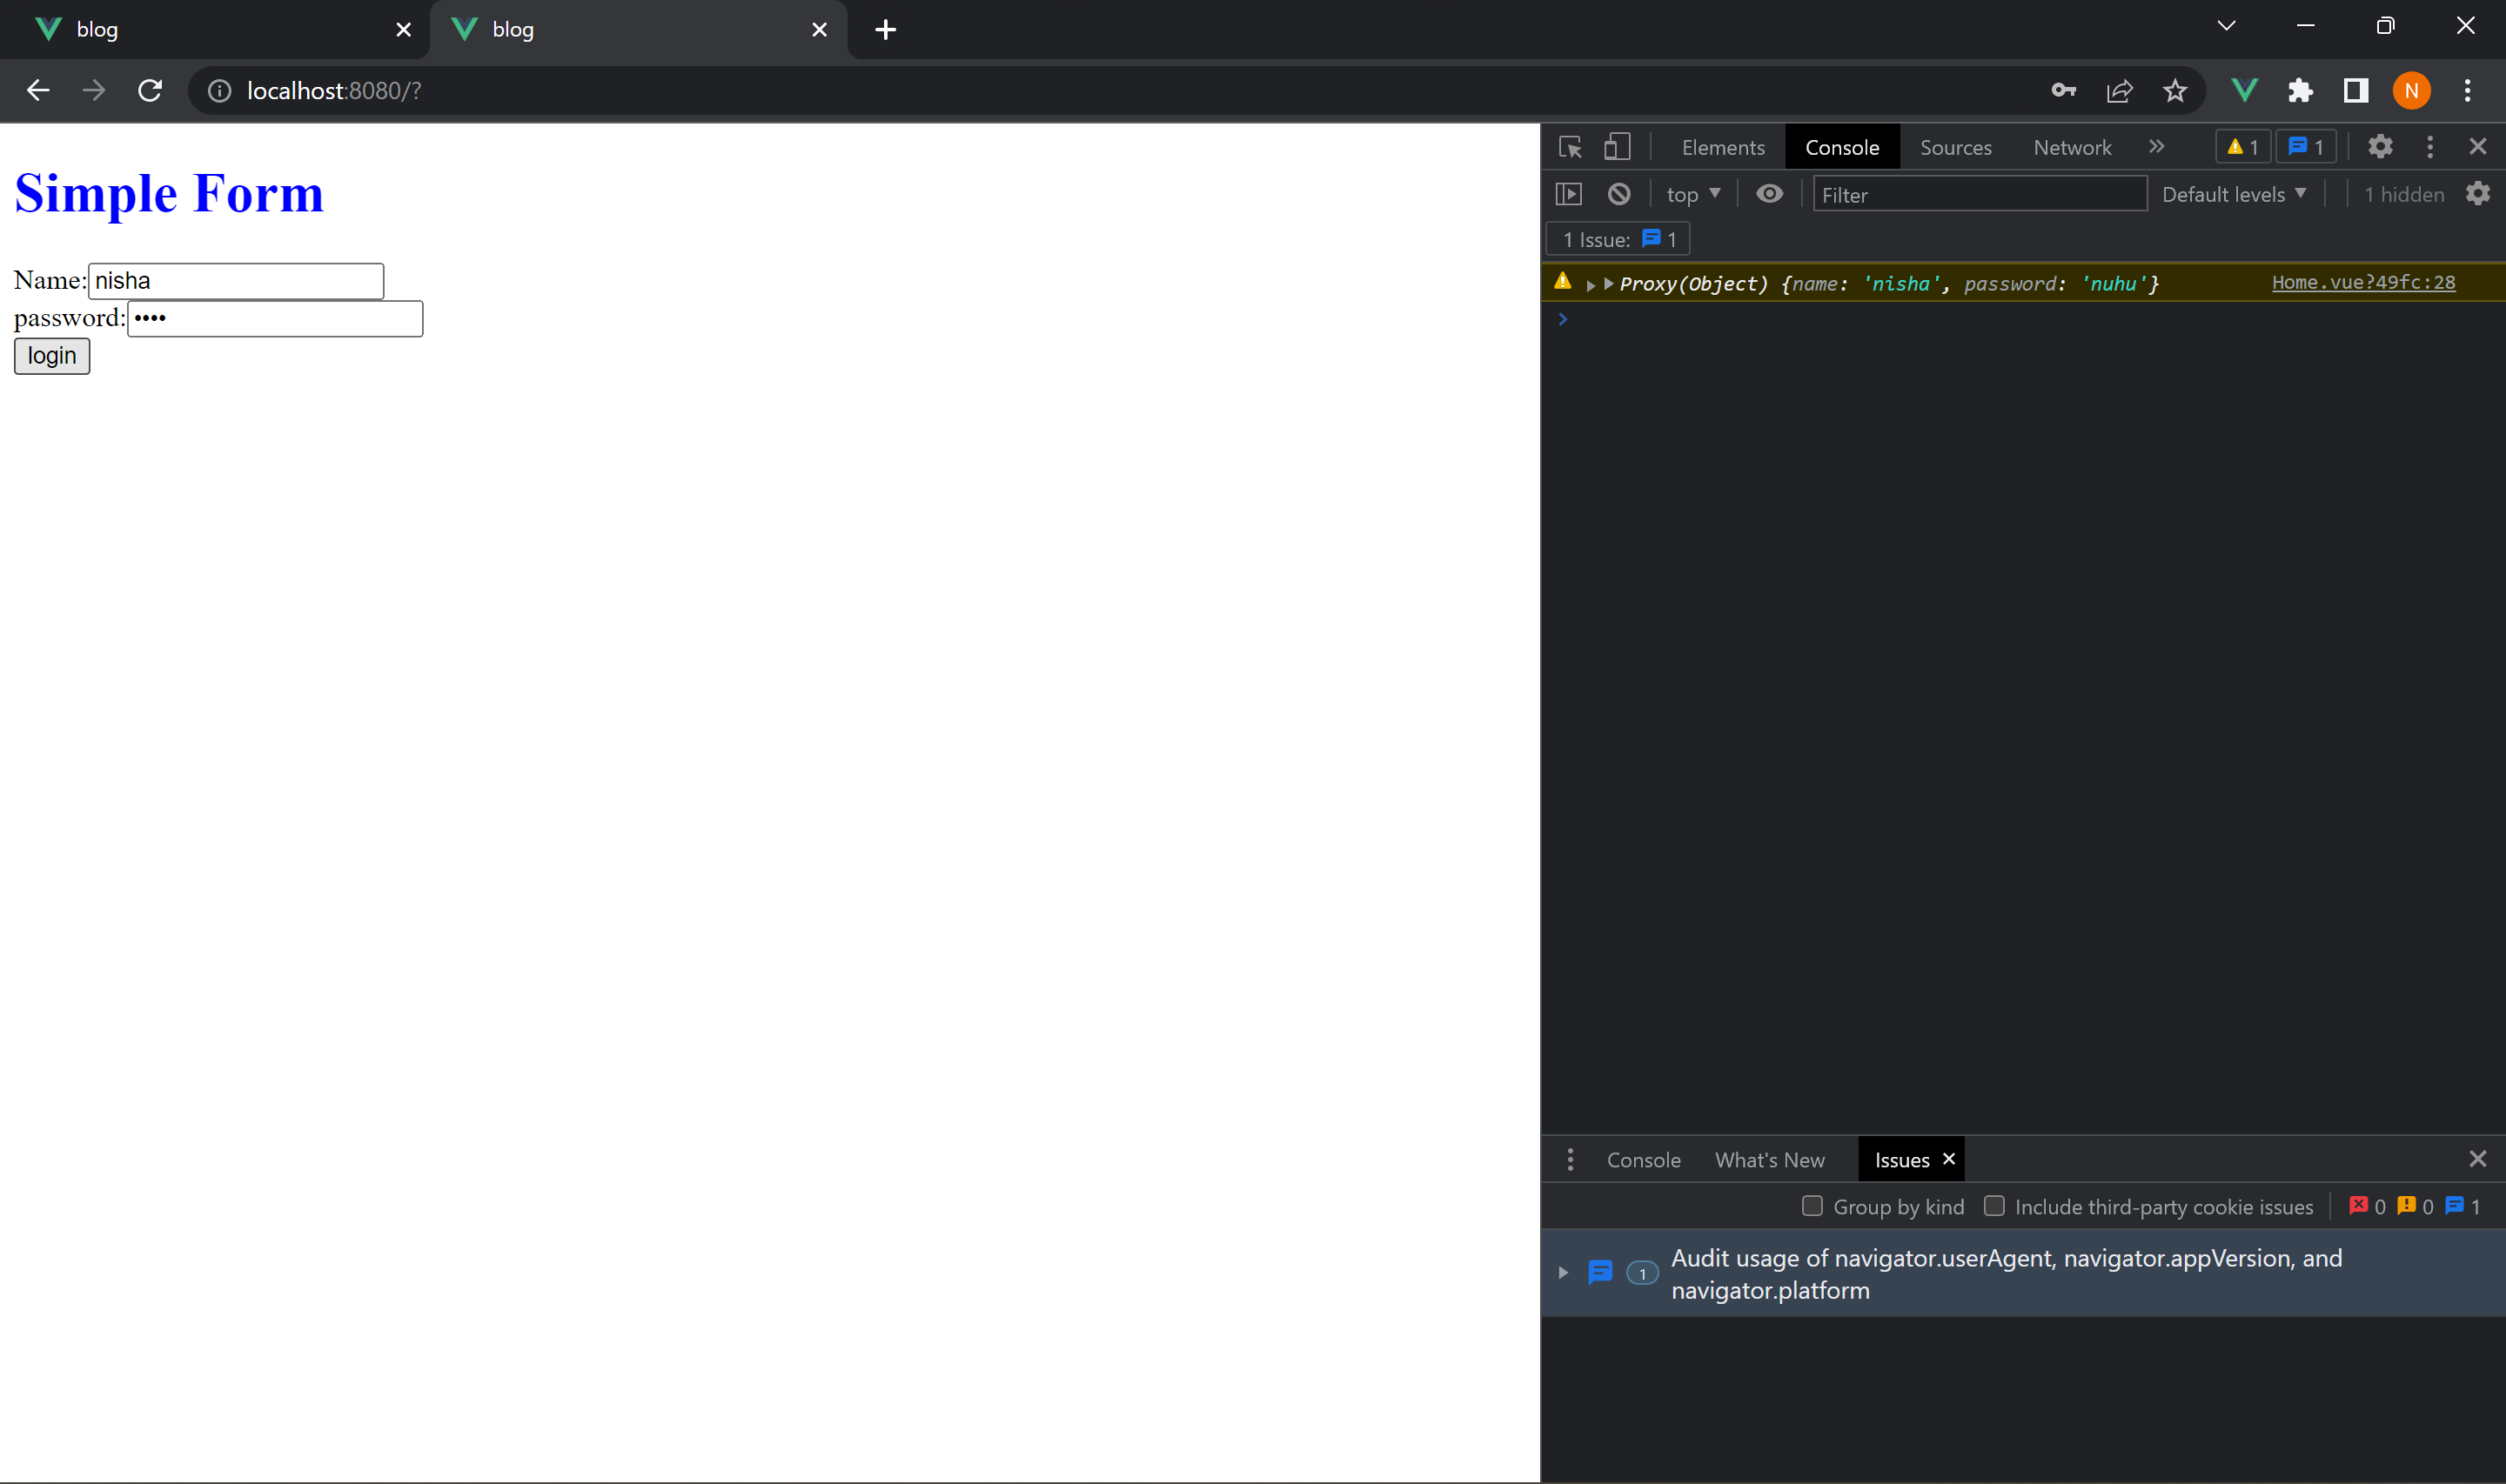 blog
blog
localhost:8080/?
N
Simple Form
Name: nisha
password: ••••
login
Elements Console Sources Network 1 1
top Filter Default levels 1 hidden
1 Issue: 1
Proxy(Object) {name: 'nisha', password: 'nuhu'} Home.vue?49fc:28
Console What's New Issues
Group by kind Include third-party cookie issues 0 0 1
1 Audit usage of navigator.userAgent, navigator.appVersion, and
navigator.platform